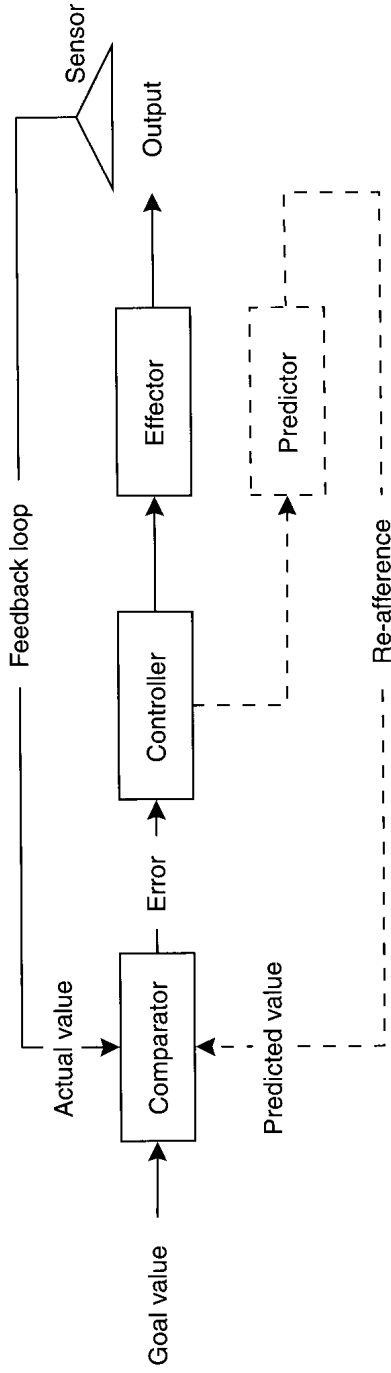 Goal value
Comparator
Actual value
Predicted value
Error
Controller
Effector
Predictor
Output
Sensor
Feedback loop
Re-afference